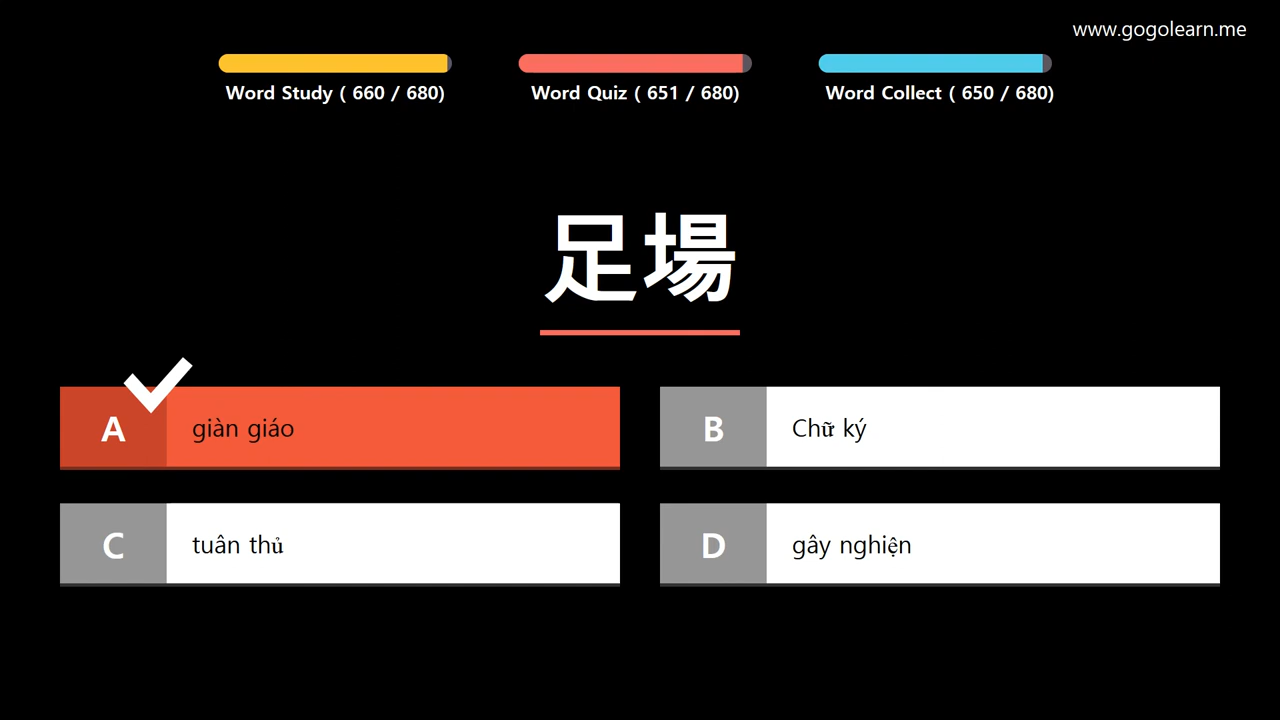 www.gogolearn.me
Word Study ( 660 / 680)
Word Quiz ( 651 / 680)
Word Collect ( 650 / 680)
足場
A
giàn giáo
B
Chữ ký
C
tuân thủ
D
gây nghiện